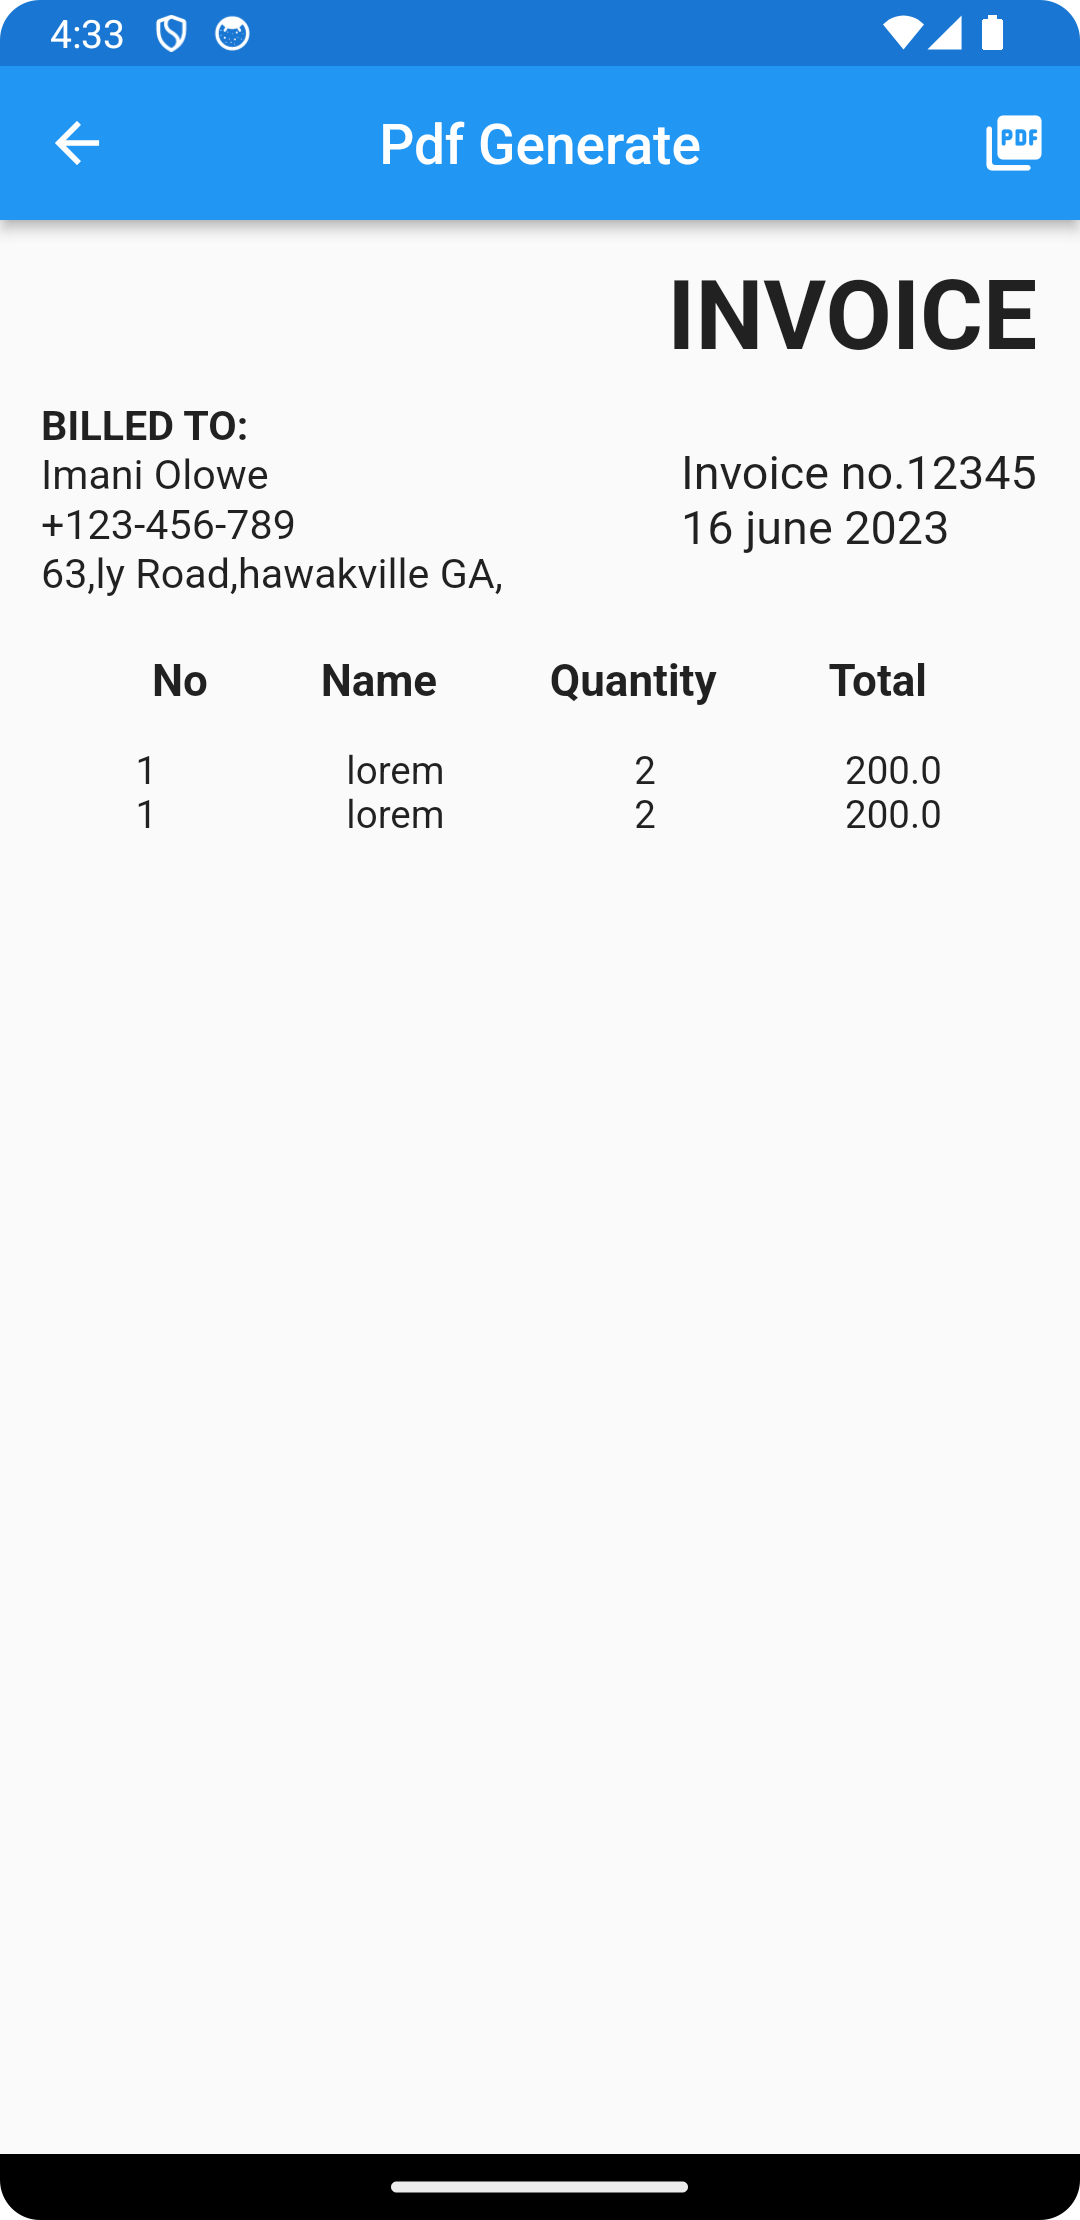 4:33
Pdf Generate
PDF
INVOICE
BILLED TO:
Imani Olowe
+123-456-789
63,ly Road,hawakville GA,
Invoice no.12345
16 june 2023
No Name Quantity Total
1 lorem 2 200.0
1 lorem 2 200.0